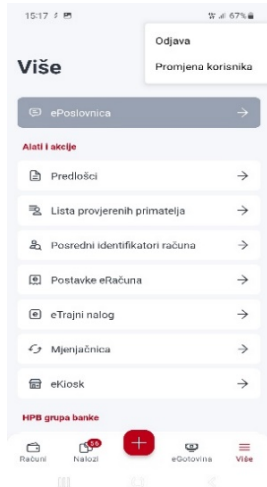 15:17
67%
Odjava
Promjena korisnika
Više
ePoslovnica
Alati i akcije
Predlošci
Lista provjerenih primatelja
Posredni identifikatori računa
Postavke eRačuna
eTrajni nalog
Mjenjačnica
eKiosk
HPB grupa banke
Računi
Nalozi
eGotovina
Više